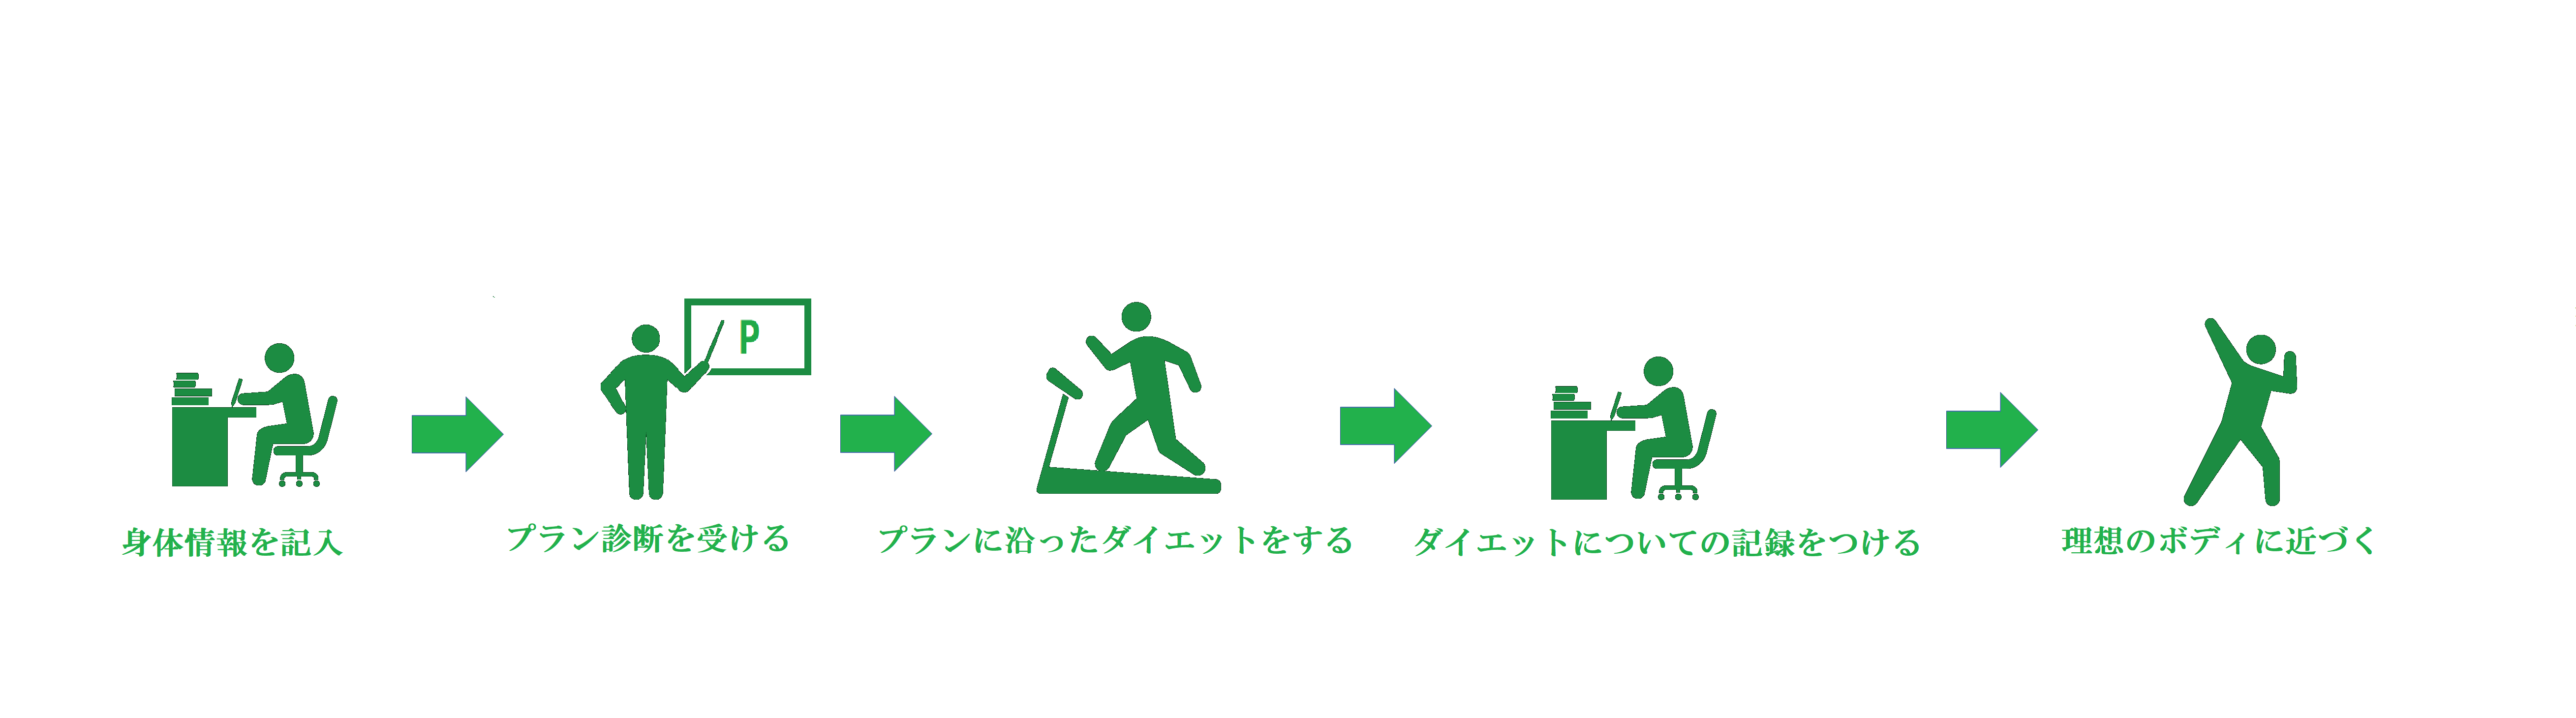 P
身体情報を記入
プラン診断を受ける
プランに沿ったダイエットをする
ダイエットについての記録をつける
理想のボディに近づく